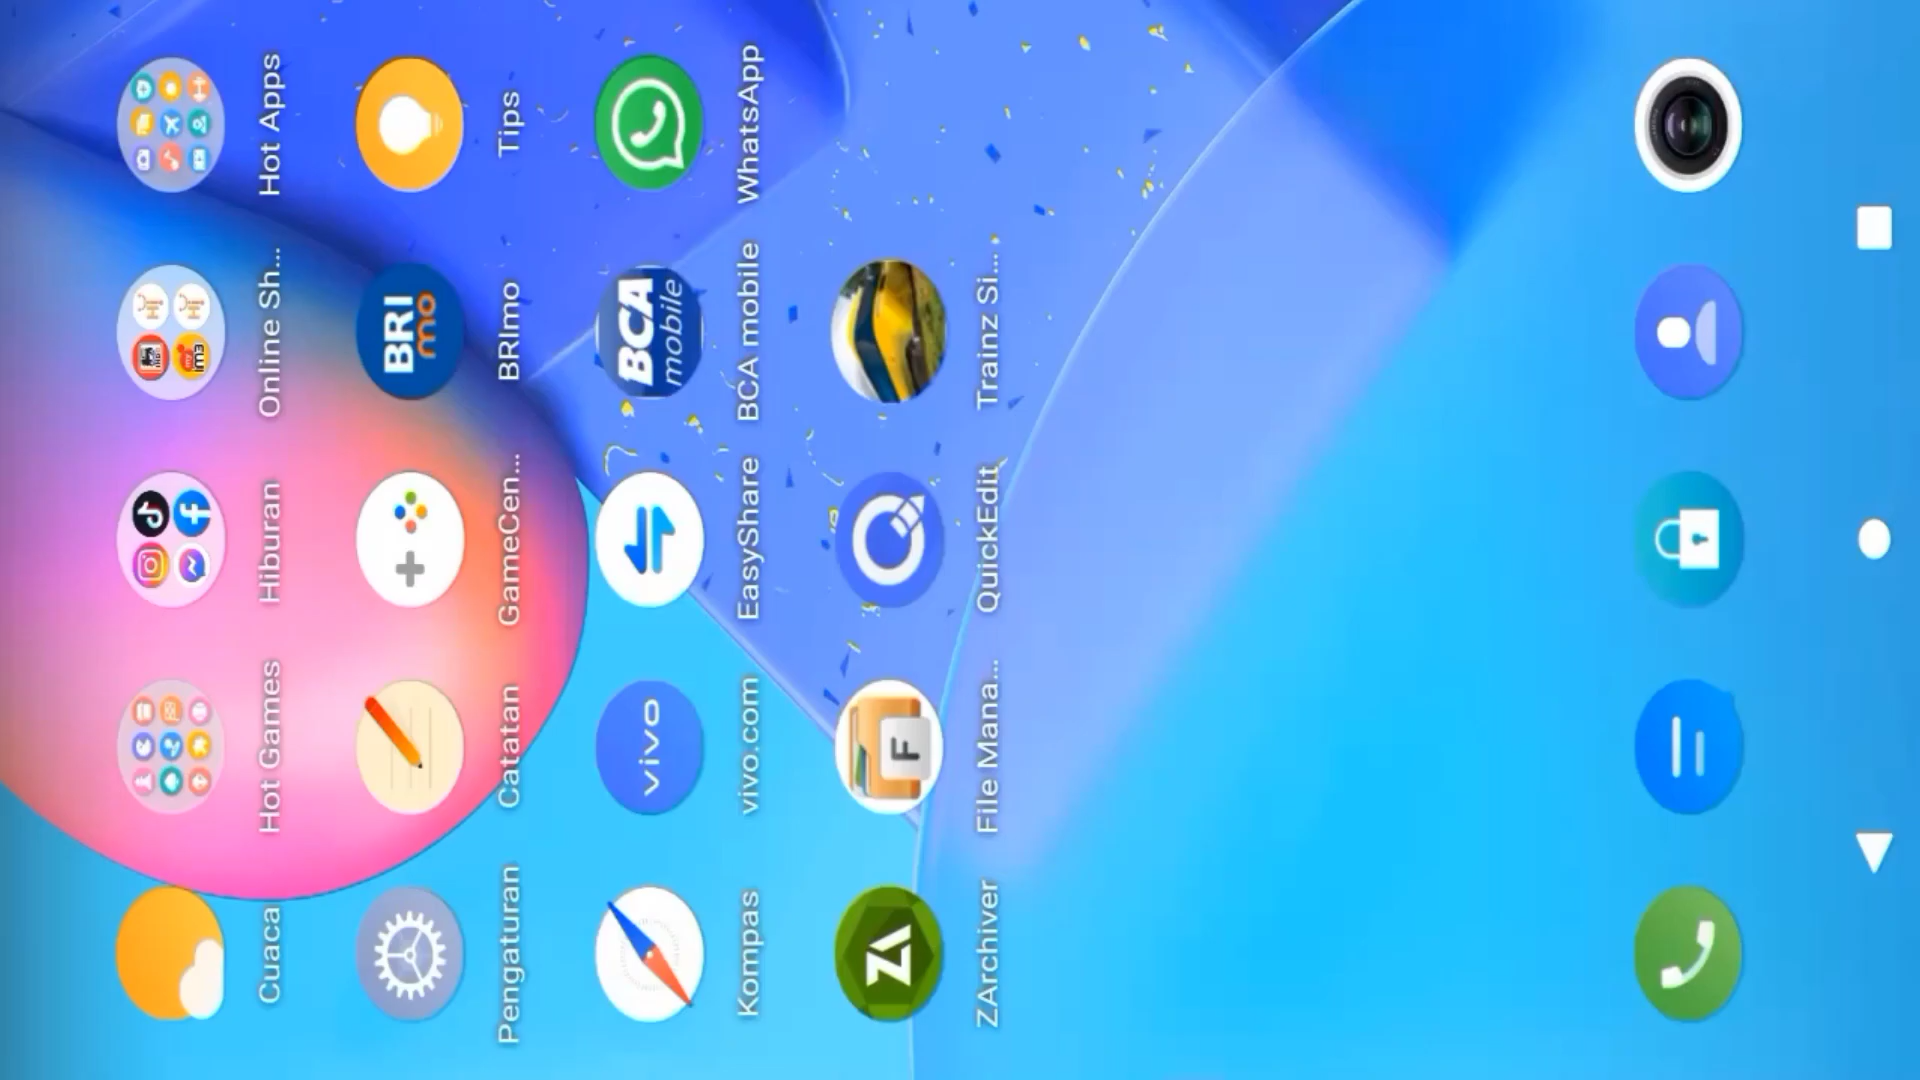 Cuaca
Hot Games
Hiburan
Online Sh...
Hot Apps
Pengaturan
Catatan
GameCen...
BRI
mo
BRImo
Tips
Kompas
vivo
vivo.com
EasyShare
BCA
mobile
BCA mobile
WhatsApp
ZA
ZArchiver
F
File Mana...
QuickEdit
Trainz Si...